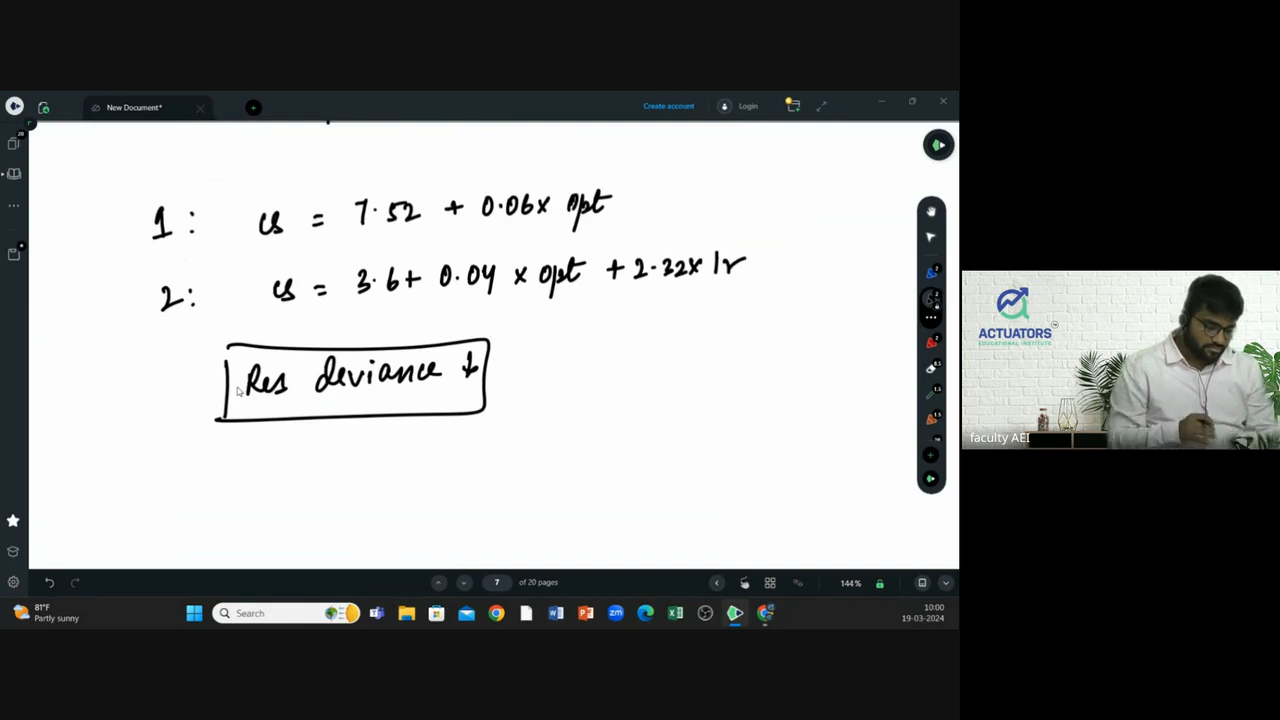 New Document*
Create account
Login
1: cs = 7.52 + 0.06x opt
2: cs = 3.6+ 0.04 x opt + 2.32x lr
Res deviance ↓
ACTUATORS
EDUCATIONAL INSTITUTE
faculty AEI
7 of 20 pages
144%
81°F
Partly sunny
Search
10:00
19-03-2024